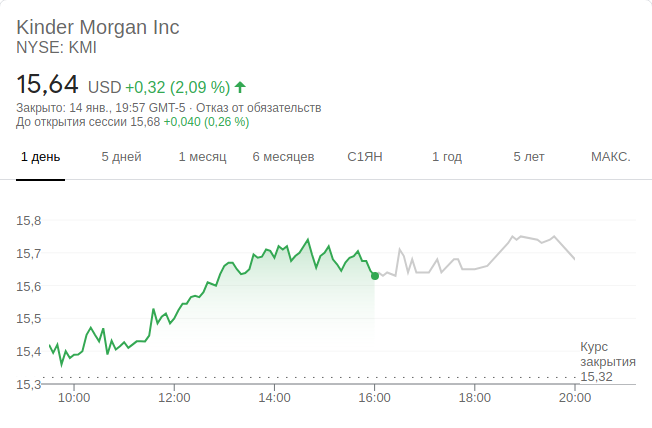 Kinder Morgan Inc
NYSE: KMI
15,64 USD +0,32 (2,09 %)
Закрыто: 14 янв., 19:57 GMT-5 · Отказ от обязательств
До открытия сессии 15,68 +0,040 (0,26 %)
1 день 5 дней 1 месяц 6 месяцев С1ЯН 1 год 5 лет МАКС.
15,8
15,7
15,6
15,5
15,4
15,3
Курс
закрытия
15,32
10:00 12:00 14:00 16:00 18:00 20:00